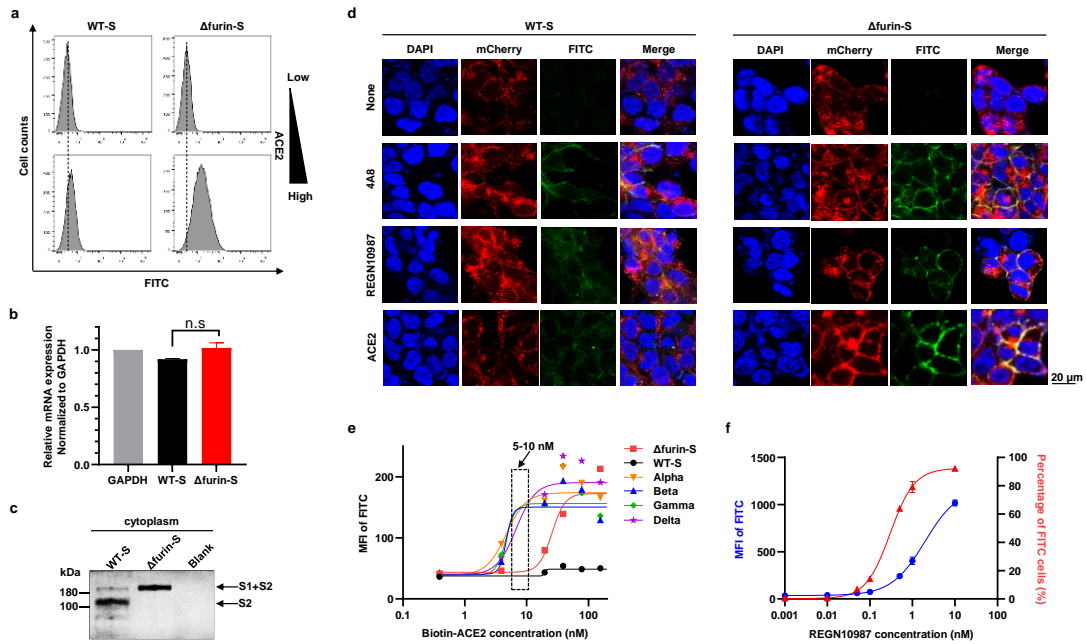 a
WT-S
Δfurin-S
Cell counts
Low
ACE2
High
FITC
b
n.s
Relative mRNA expression
Normalized to GAPDH
1.0
0.5
0.0
GAPDH
WT-S
Δfurin-S
c
cytoplasm
WT-S
Δfurin-S
Blank
kDa
180
100
S1+S2
S2
d
WT-S
Δfurin-S
DAPI
mCherry
FITC
Merge
DAPI
mCherry
FITC
Merge
None
4A8
REGN10987
ACE2
20 µm
e
5-10 nM
MFI of FITC
200
150
100
50
0
1
10
100
Biotin-ACE2 concentration (nM)
Δfurin-S
WT-S
Alpha
Beta
Gamma
Delta
f
MFI of FITC
1500
1000
500
0
0.001
0.01
0.1
1
10
100
80
60
40
20
0
Percentage of FITC cells (%)
REGN10987 concentration (nM)